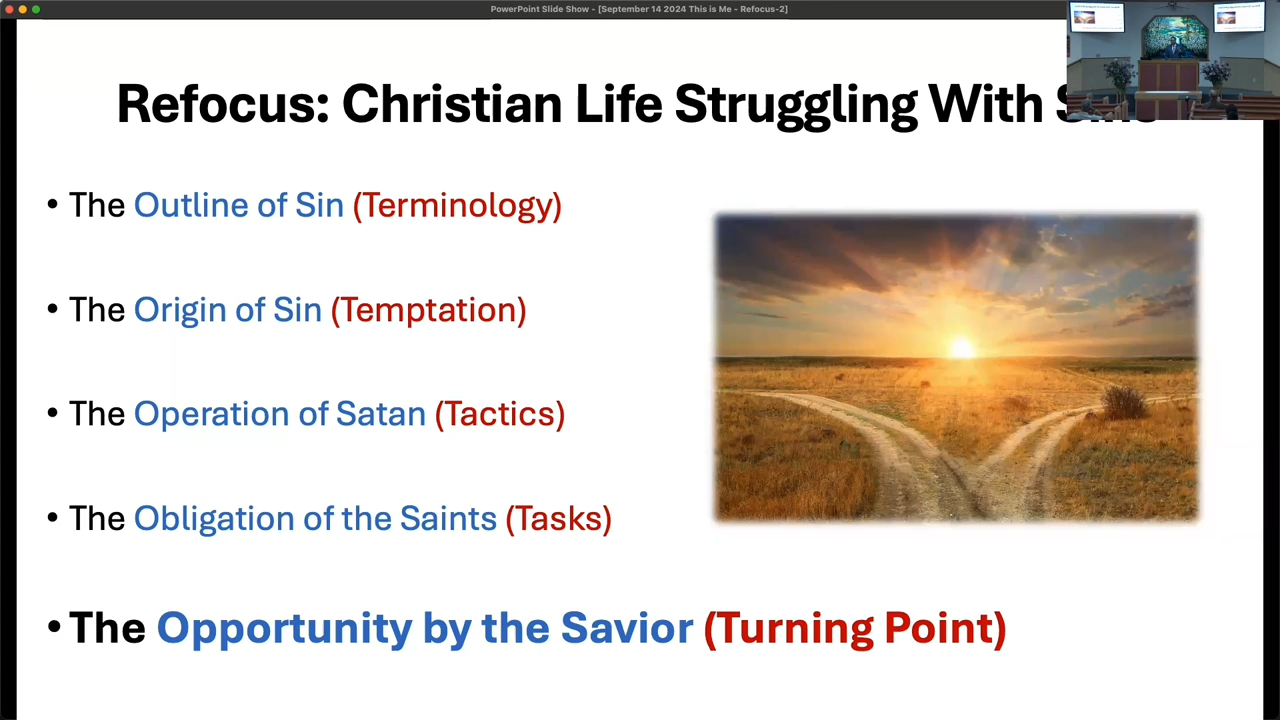 PowerPoint Slide Show - [September 14 2024 This is Me - Refocus-2]
Refocus: Christian Life Struggling With
• The Outline of Sin (Terminology)
• The Origin of Sin (Temptation)
• The Operation of Satan (Tactics)
• The Obligation of the Saints (Tasks)
• The Opportunity by the Savior (Turning Point)